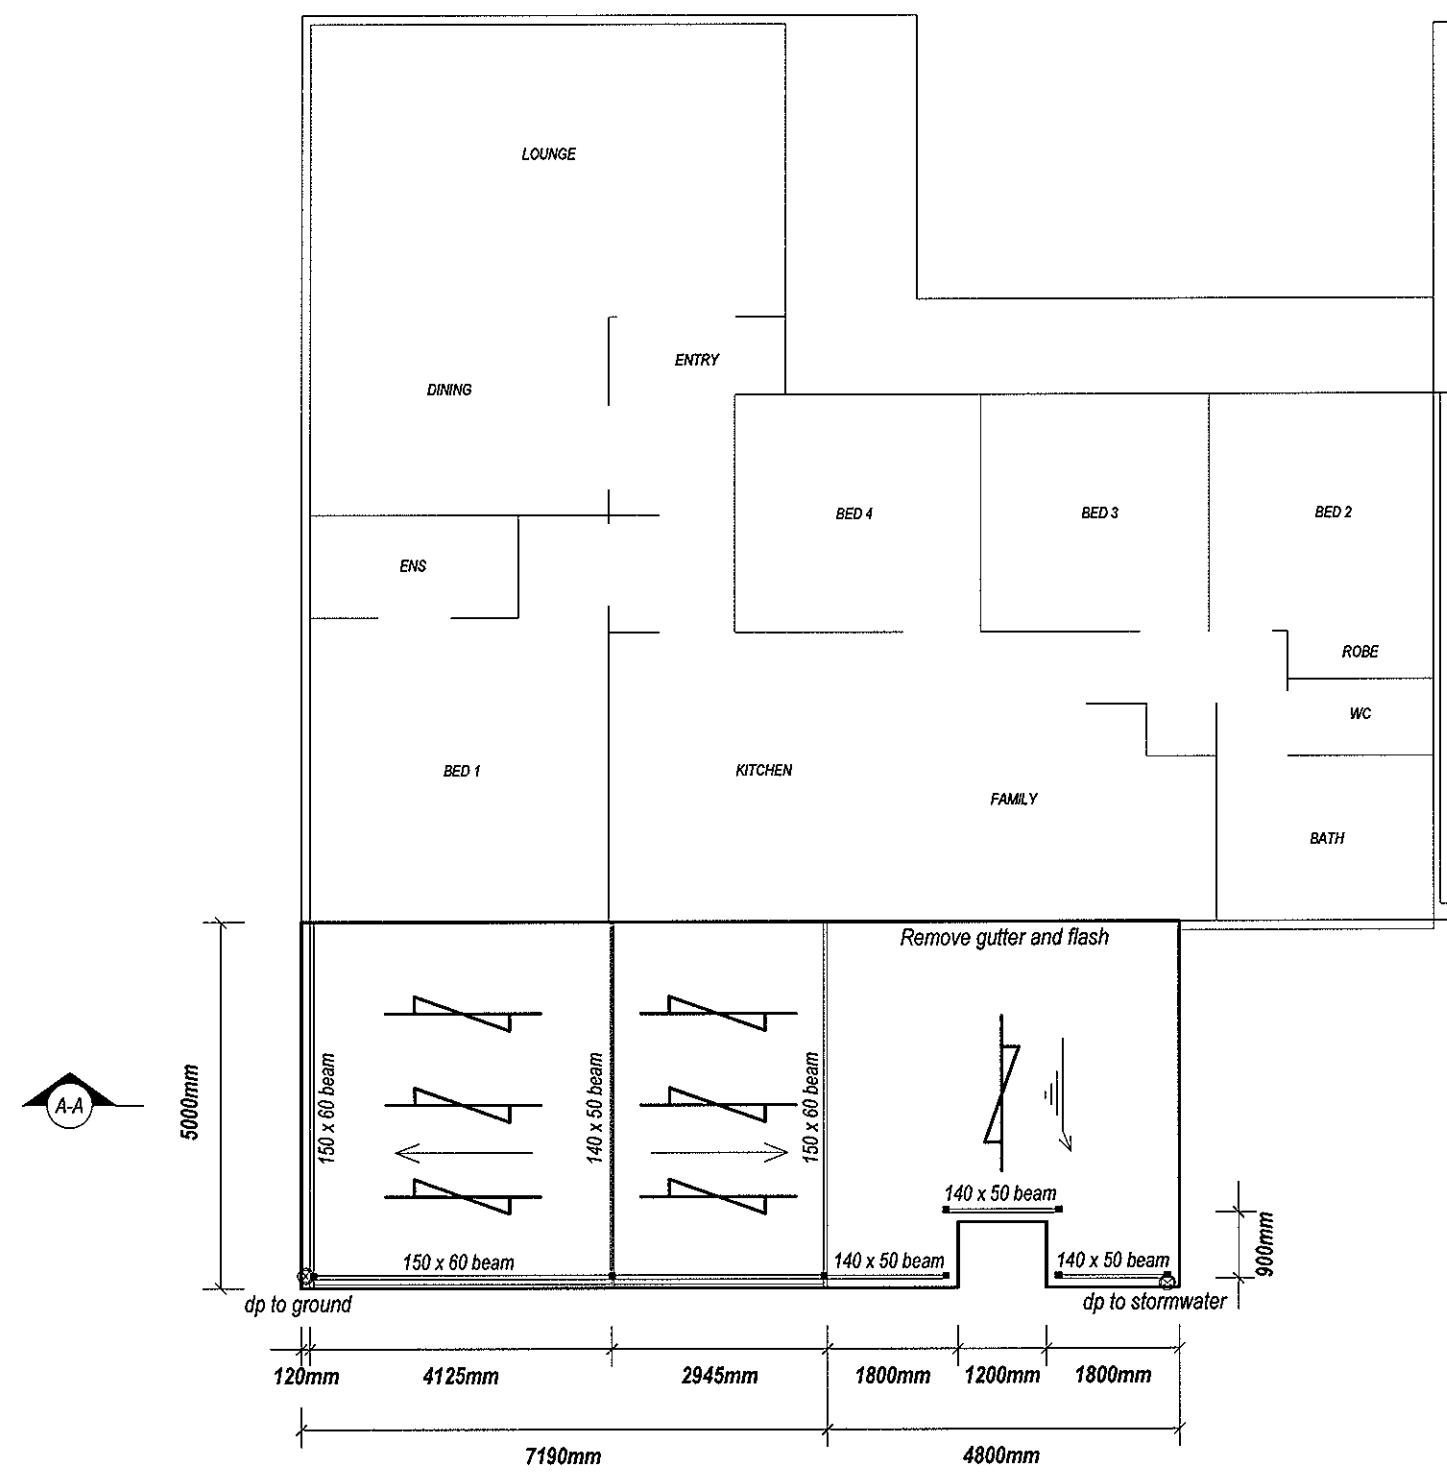 LOUNGE
ENTRY
DINING
BED 4
BED 3
BED 2
ENS
ROBE
WC
BED 1
KITCHEN
FAMILY
BATH
Remove gutter and flash
A-A
5000mm
150 x 60 beam
140 x 50 beam
150 x 60 beam
140 x 50 beam
900mm
150 x 60 beam
140 x 50 beam
140 x 50 beam
dp to ground
dp to stormwater
120mm
4125mm
2945mm
1800mm
1200mm
1800mm
7190mm
4800mm